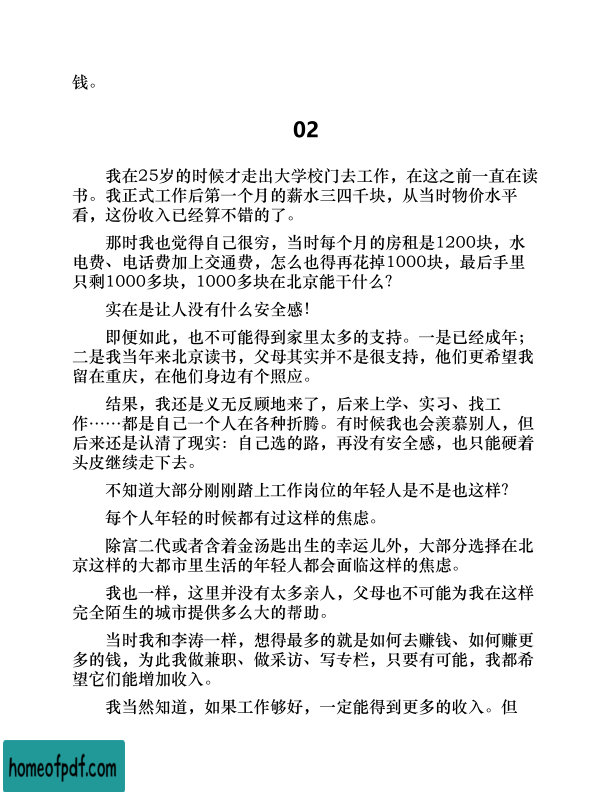 钱。
02
我在25岁的时候才走出大学校门去工作，在这之前一直在读
书。我正式工作后第一个月的薪水三四千块，从当时物价水平
看，这份收入已经算不错的了。
那时我也觉得自己很穷，当时每个月的房租是1200块，水
电费、电话费加上交通费，怎么也得再花掉1000块，最后手里
只剩1000多块，1000多块在北京能干什么？
实在是让人没有什么安全感！
即便如此，也不可能得到家里太多的支持。一是已经成年；
二是我当年来北京读书，父母其实并不是很支持，他们更希望我
留在重庆，在他们身边有个照应。
结果，我还是义无反顾地来了，后来上学、实习、找工
作……都是自己一个人在各种折腾。有时候我也会羡慕别人，但
后来还是认清了现实：自己选的路，再没有安全感，也只能硬着
头皮继续走下去。
不知道大部分刚刚踏上工作岗位的年轻人是不是也这样？
每个人年轻的时候都有过这样的焦虑。
除富二代或者含着金汤匙出生的幸运儿外，大部分选择在北
京这样的大都市里生活的年轻人都会面临这样的焦虑。
我也一样，这里并没有太多亲人，父母也不可能为我在这样
完全陌生的城市提供多么大的帮助。
当时我和李涛一样，想得最多的就是如何去赚钱、如何赚更
多的钱，为此我做兼职、做采访、写专栏，只要有可能，我都希
望它们能增加收入。
我当然知道，如果工作够好，一定能得到更多的收入。但
homeofpdf.com